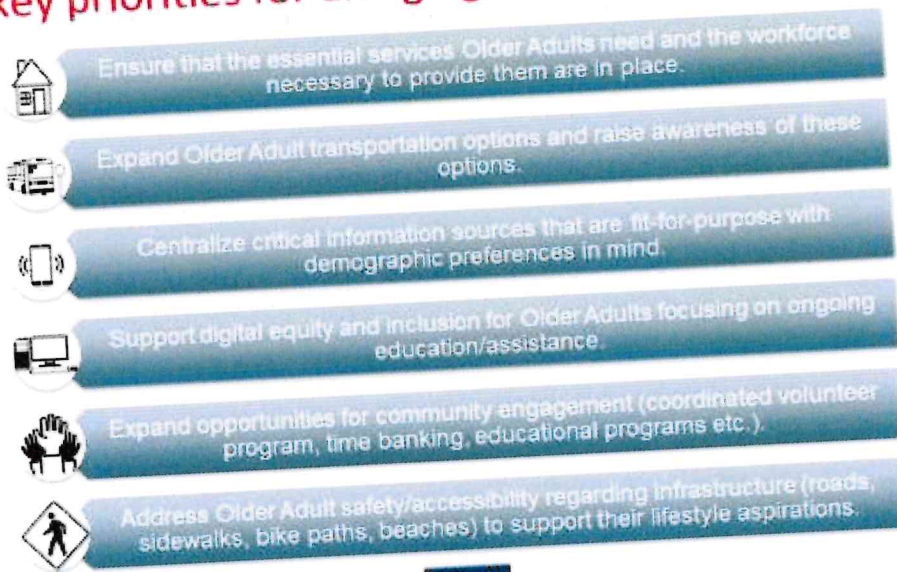 key priorities for
Ensure that the essential services Older Adults need and the workforce
necessary to provide them are in place.
Expand Older Adult transportation options and raise awareness of these
options.
Centralize critical information sources that are fit-for-purpose with
demographic preferences in mind.
Support digital equity and inclusion for Older Adults focusing on ongoing
education/assistance.
Expand opportunities for community engagement (coordinated volunteer
program, time banking, educational programs etc.).
Address Older Adult safety/accessibility regarding infrastructure (roads,
sidewalks, bike paths, beaches) to support their lifestyle aspirations.